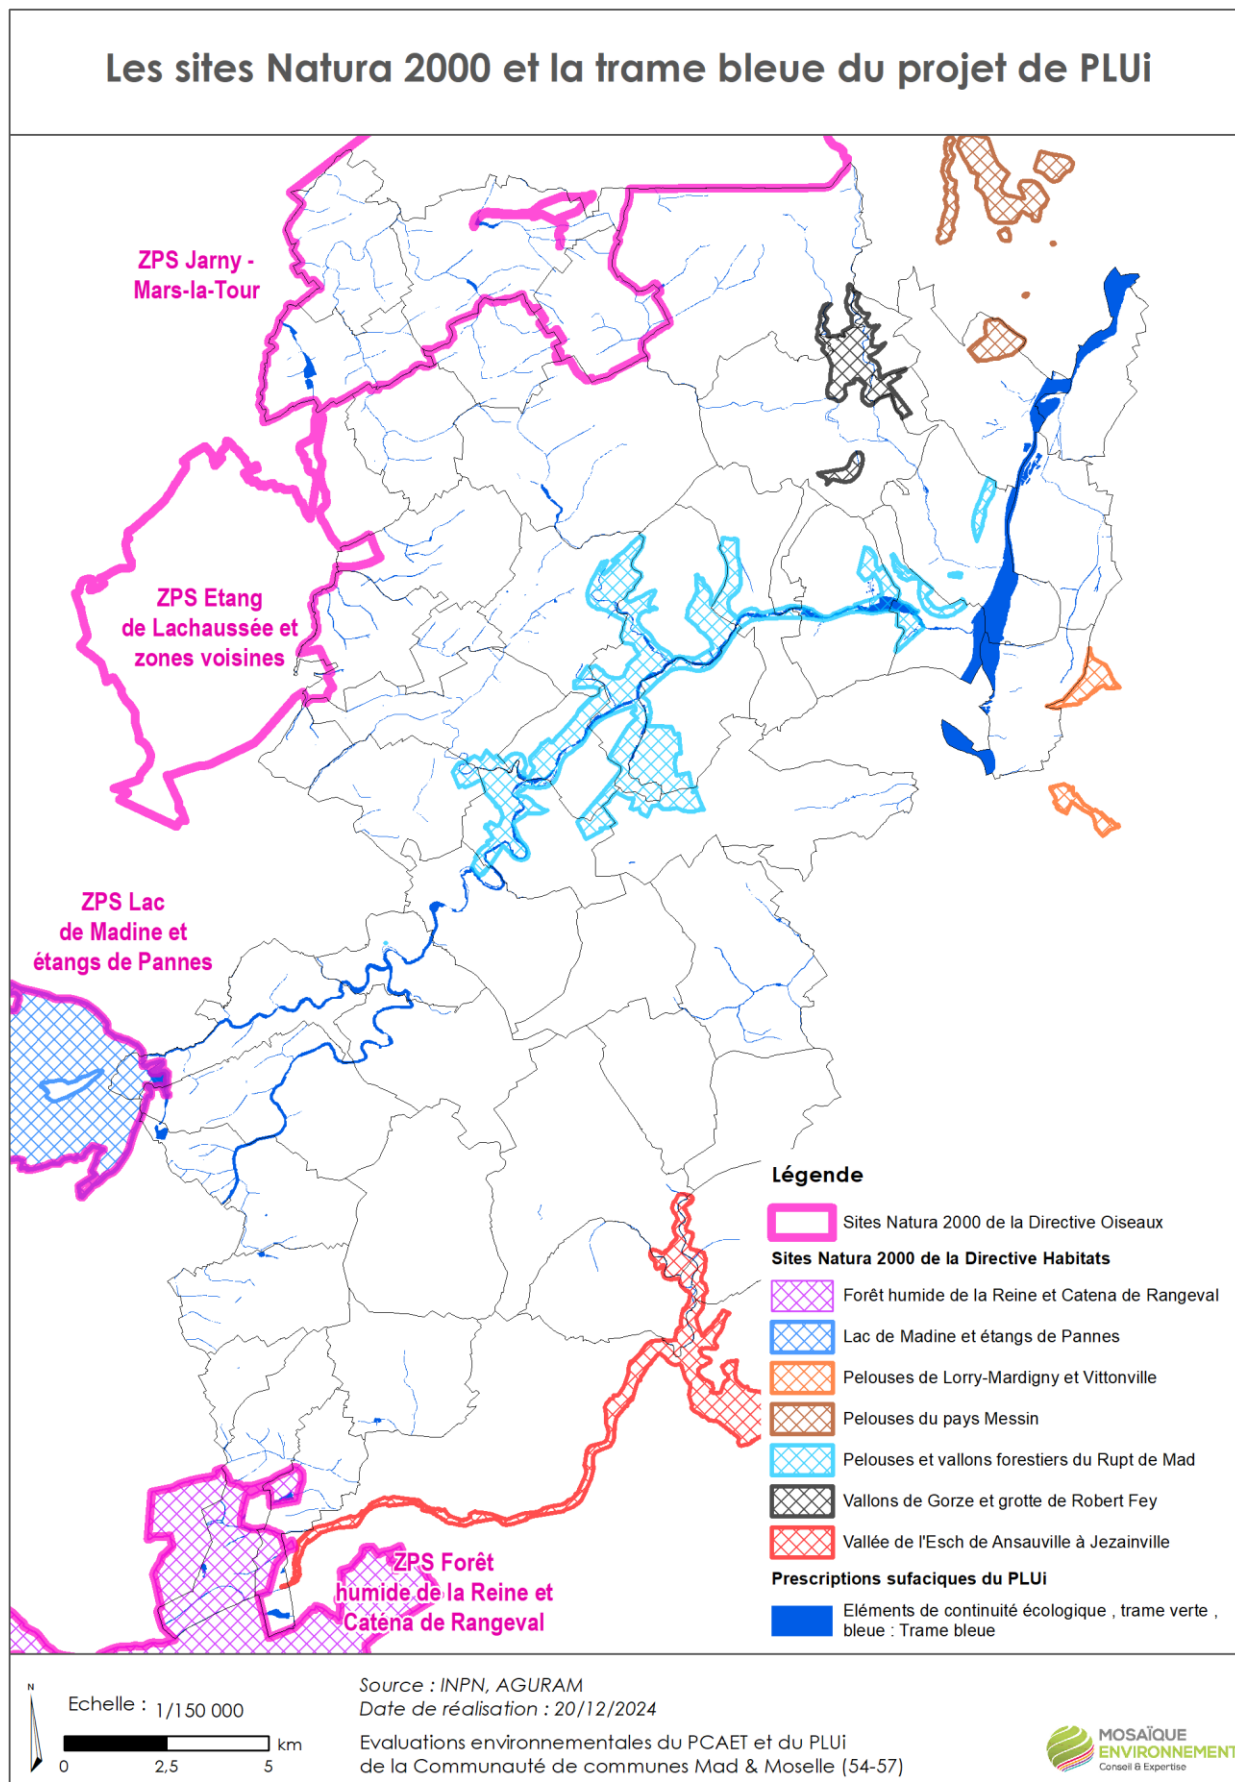 Les sites Natura 2000 et la trame bleue du projet de PLUi
ZPS Jarny -
Mars-la-Tour
ZPS Etang
de Lachaussée et
zones voisines
ZPS Lac
de Madine et
étangs de Pannes
ZPS Forêt
humide de la Reine et
Caténa de Rangeval
Légende
Sites Natura 2000 de la Directive Oiseaux
Sites Natura 2000 de la Directive Habitats
Forêt humide de la Reine et Catena de Rangeval
Lac de Madine et étangs de Pannes
Pelouses de Lorry-Mardigny et Vittonville
Pelouses du pays Messin
Pelouses et vallons forestiers du Rupt de Mad
Vallons de Gorze et grotte de Robert Fey
Vallée de l'Esch de Ansauville à Jezainville
Prescriptions sufaciques du PLUi
Eléments de continuité écologique , trame verte ,
bleue : Trame bleue
N
Echelle : 1/150 000
km
0 2,5 5
Source : INPN, AGURAM
Date de réalisation : 20/12/2024
Evaluations environnementales du PCAET et du PLUi
de la Communauté de communes Mad & Moselle (54-57)
MOSAÏQUE
ENVIRONNEMENT
Conseil & Expertise